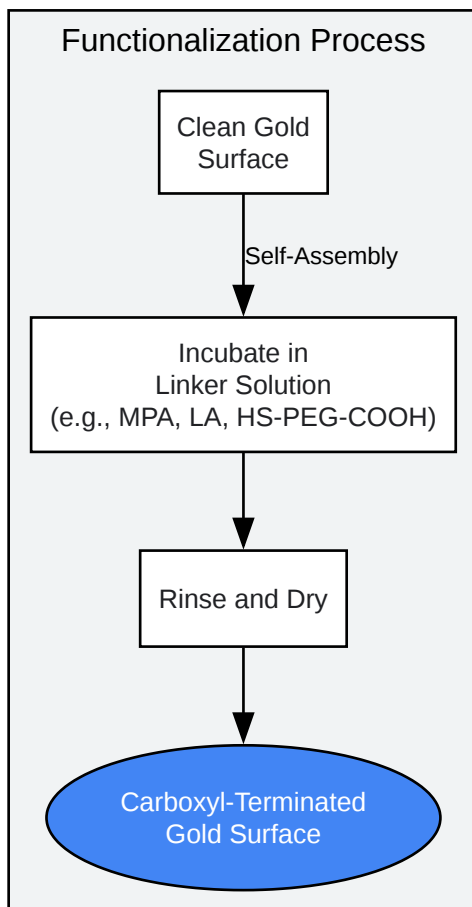 Functionalization Process
Clean Gold
Surface
Self-Assembly
Incubate in
Linker Solution
(e.g., MPA, LA, HS-PEG-COOH)
Rinse and Dry
Carboxyl-Terminated
Gold Surface